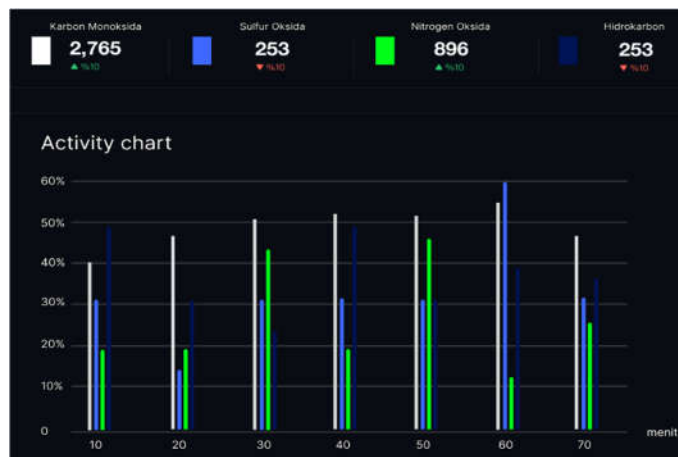 Karbon Monoksida Sulfur Oksida Nitrogen Oksida Hidrokarbon
2,765 253 896 253
▲ %10 ▼ %10 ▲ %10 ▼ %10
Activity chart
60%
50%
40%
30%
20%
10%
0
10 20 30 40 50 60 70 menit